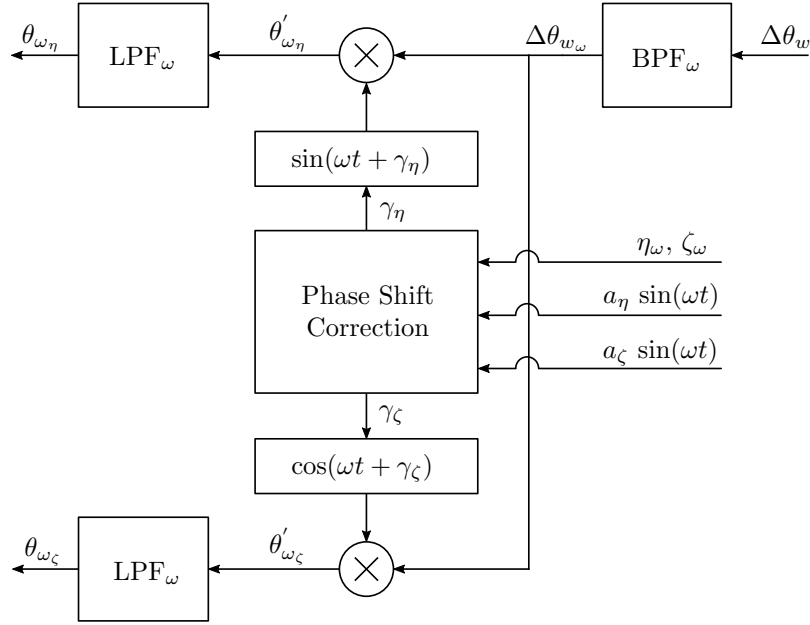 θ_{ω_η}
LPF_ω
θ'_{ω_η}
Δθ_{w_ω}
BPF_ω
Δθ_w
sin(ωt + γ_η)
γ_η
η_ω, ζ_ω
Phase Shift
Correction
a_η sin(ωt)
a_ζ sin(ωt)
γ_ζ
cos(ωt + γ_ζ)
θ_{ω_ζ}
LPF_ω
θ'_{ω_ζ}